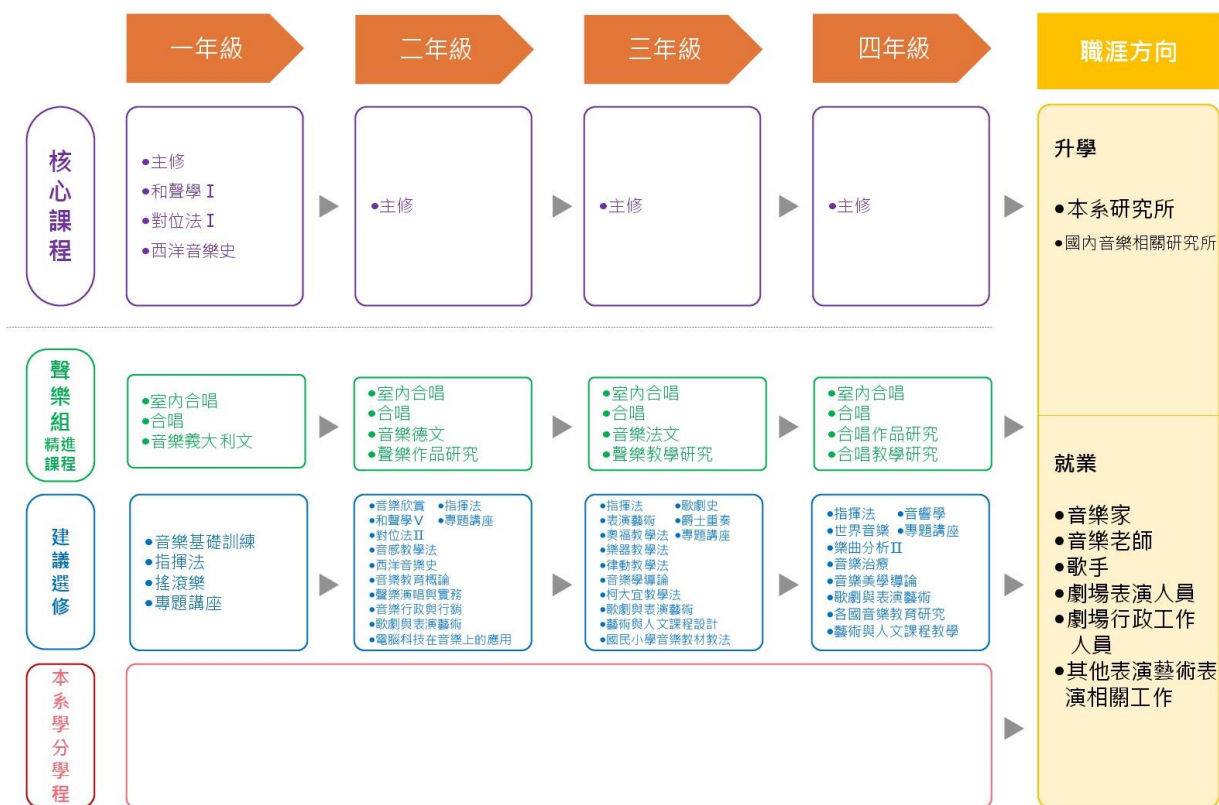 一年級
二年級
三年級
四年級
職涯方向
核心課程
●主修
●和聲學 I
●對位法 I
●西洋音樂史
●主修
●主修
●主修
升學
●本系研究所
●國內音樂相關研究所
聲樂組
精進
課程
●室內合唱
●合唱
●音樂義大利文
●室內合唱
●合唱
●音樂德文
●聲樂作品研究
●室內合唱
●合唱
●音樂法文
●聲樂教學研究
●室內合唱
●合唱
●合唱作品研究
●合唱教學研究
建議選修
●音樂基礎訓練
●指揮法
●搖滾樂
●專題講座
●音樂欣賞 ●指揮法
●和聲學V ●專題講座
●對位法II
●音感教學法
●西洋音樂史
●音樂教育概論
●聲樂演唱與實務
●音樂行政與行銷
●歌劇與表演藝術
●電腦科技在音樂上的應用
●指揮法 ●歌劇史
●表演藝術 ●爵士重奏
●奧福教學法 ●專題講座
●樂器教學法
●律動教學法
●音樂學導論
●柯大宜教學法
●歌劇與表演藝術
●藝術與人文課程設計
●國民小學音樂教材教法
●指揮法 ●音響學
●世界音樂 ●專題講座
●樂曲分析II
●音樂治療
●音樂美學導論
●歌劇與表演藝術
●各國音樂教育研究
●藝術與人文課程教學
就業
●音樂家
●音樂老師
●歌手
●劇場表演人員
●劇場行政工作
人員
●其他表演藝術表
演相關工作
本系學分學程